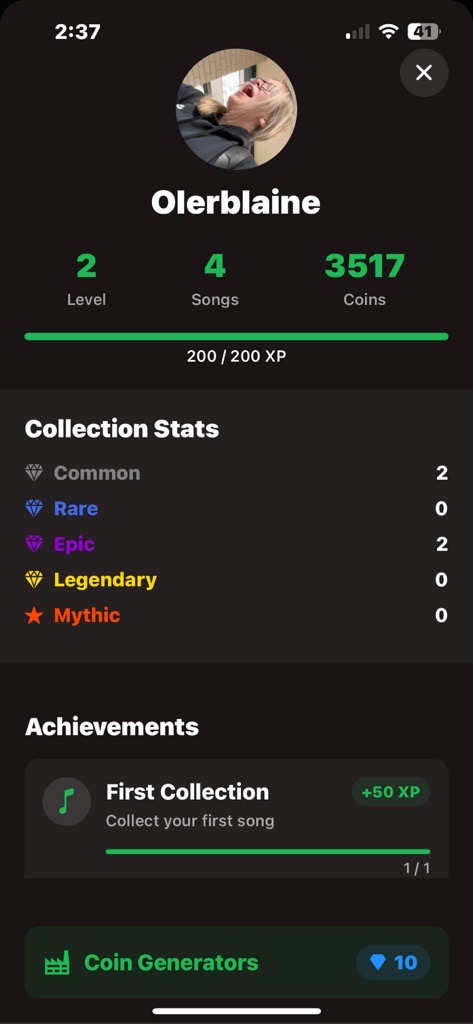 2:37
41
Olerblaine
2 4 3517
Level Songs Coins
200 / 200 XP
Collection Stats
Common 2
Rare 0
Epic 2
Legendary 0
Mythic 0
Achievements
First Collection +50 XP
Collect your first song
1 / 1
Coin Generators 10